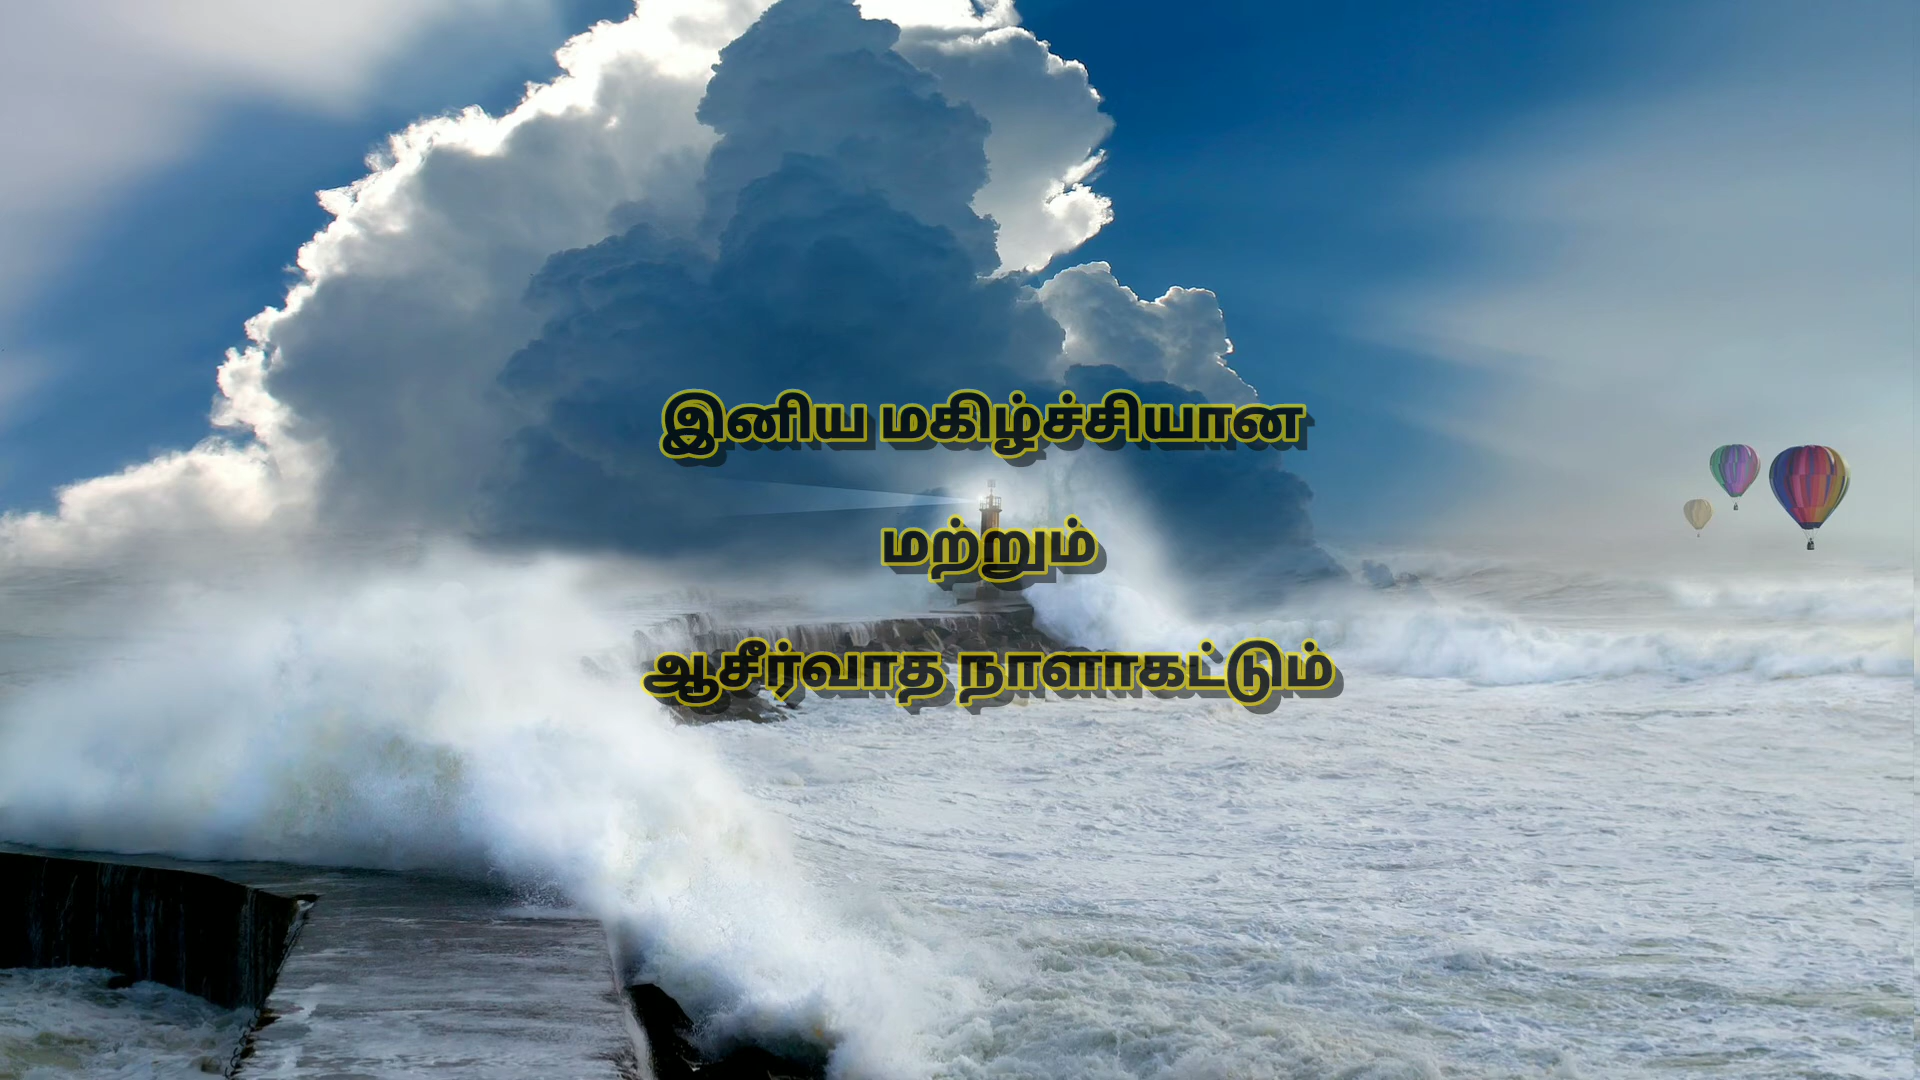 இனிய மகிழ்ச்சியான
மற்றும்
ஆசீர்வாத நாளாகட்டும்